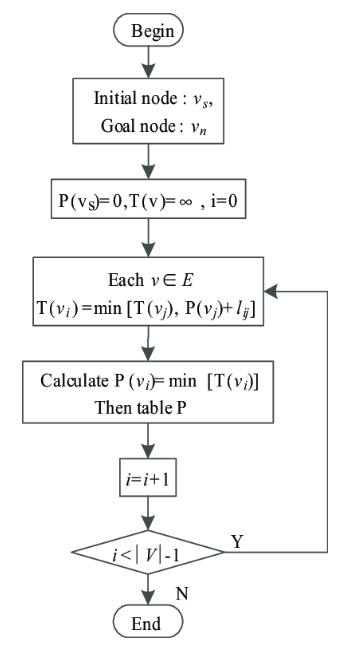 Begin
Initial node : vₛ,
Goal node : vₙ
P(vₛ)=0,T(v)=∞ , i=0
Each v∈ E
T(vᵢ)=min [T(vⱼ), P(vⱼ)+lᵢⱼ]
Calculate P (vᵢ)= min [T(vᵢ)]
Then table P
i=i+1
i<| V|-1
Y
N
End